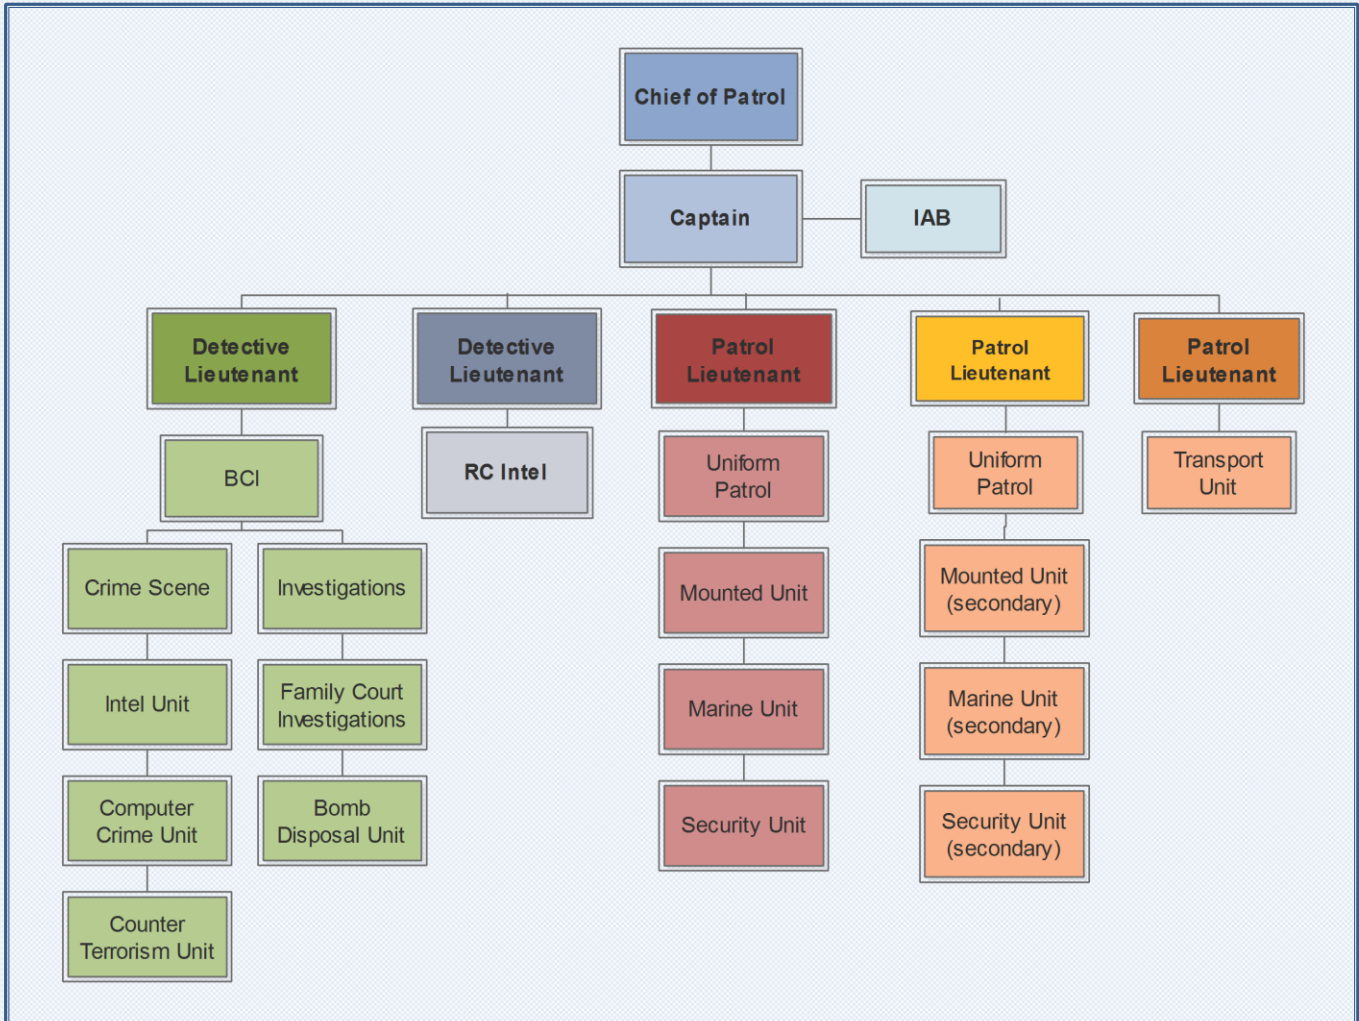 Chief of Patrol
Captain
IAB
Detective
Lieutenant
Detective
Lieutenant
Patrol
Lieutenant
Patrol
Lieutenant
Patrol
Lieutenant
BCI
RC Intel
Uniform
Patrol
Uniform
Patrol
Transport
Unit
Crime Scene
Investigations
Mounted Unit
Mounted Unit
(secondary)
Intel Unit
Family Court
Investigations
Marine Unit
Marine Unit
(secondary)
Computer
Crime Unit
Bomb
Disposal Unit
Security Unit
Security Unit
(secondary)
Counter
Terrorism Unit